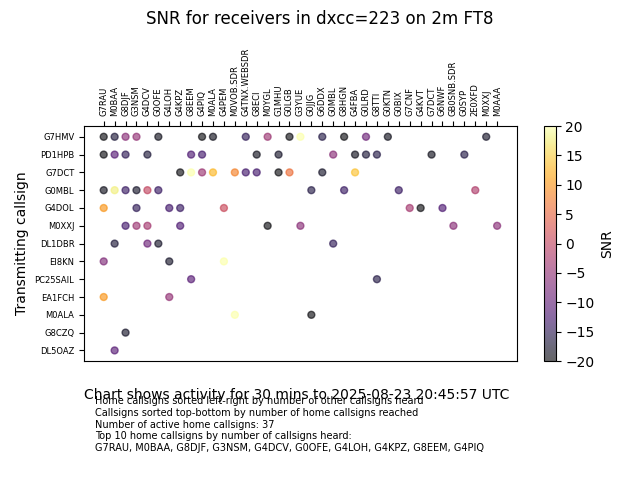 SNR for receivers in dxcc=223 on 2m FT8
G7RAU M0BAA G8DJF G3NSM G4DCV G0OFE G4LOH G4KPZ G8EEM G4PIQ M0ALA G4PEM M0VOB.SDR G4TNX.WEBSDR G8ECI M0YGL G1MHU G0LGB G3YUE G0JJG G6DDX G0MBL G8HGN G4FBA G0LRD G8TTI G0KTN G0BIX G7CNF G4KVT G7DCT G6NWF G90SNB.SDR G0SYP 2E0XFD M0XXJ M0AAA
Transmitting callsign
G7HMV
PD1HPB
G7DCT
G0MBL
G4DOL
M0XXJ
DL1DBR
EI8KN
PC25SAIL
EA1FCH
M0ALA
G8CZQ
DL5OAZ
20
15
10
5
0
−5
−10
−15
−20
SNR
Chart shows activity for 30 mins to 2025-08-23 20:45:57 UTC
Home callsigns sorted left-right by number of other callsigns heard
Callsigns sorted top-bottom by number of home callsigns reached
Number of active home callsigns: 37
Top 10 home callsigns by number of callsigns heard:
G7RAU, M0BAA, G8DJF, G3NSM, G4DCV, G0OFE, G4LOH, G4KPZ, G8EEM, G4PIQ